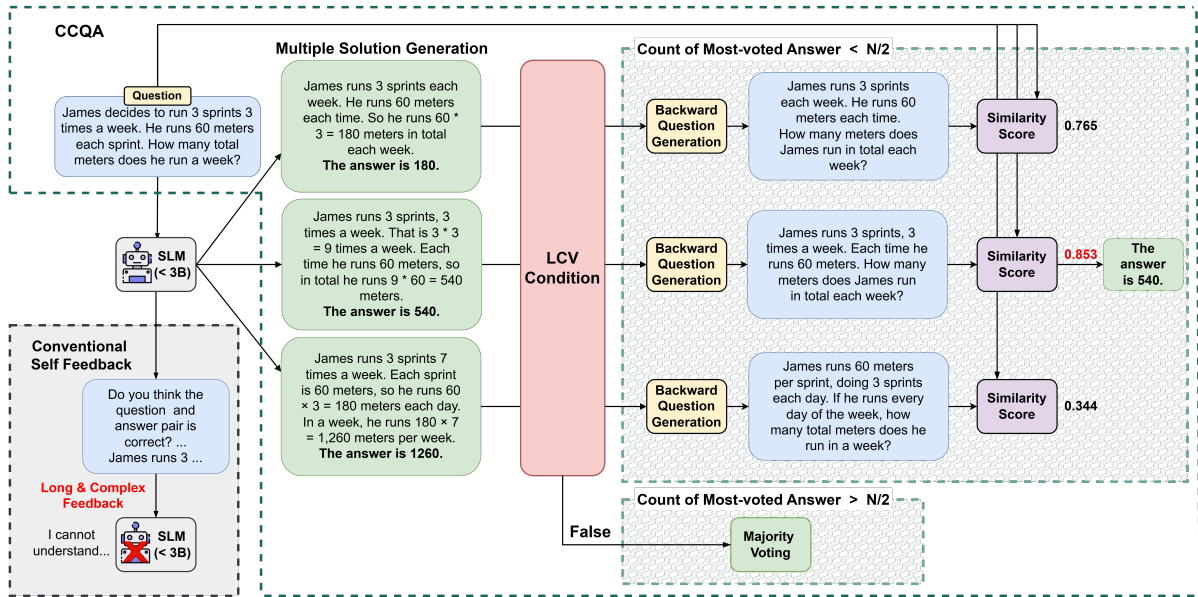 CCQA
Question
James decides to run 3 sprints 3
times a week. He runs 60 meters
each sprint. How many total
meters does he run a week?
SLM
(< 3B)
Conventional
Self Feedback
Do you think the
question and
answer pair is
correct? ...
James runs 3 ...
Long & Complex
Feedback
I cannot
understand...
SLM
(< 3B)
Multiple Solution Generation
James runs 3 sprints each
week. He runs 60 meters
each time. So he runs 60 *
3 = 180 meters in total
each week.
The answer is 180.
James runs 3 sprints, 3
times a week. That is 3 * 3
= 9 times a week. Each
time he runs 60 meters, so
in total he runs 9 * 60 = 540
meters.
The answer is 540.
James runs 3 sprints 7
times a week. Each sprint
is 60 meters, so he runs 60
× 3 = 180 meters each day.
In a week, he runs 180 × 7
= 1,260 meters per week.
The answer is 1260.
LCV
Condition
False
Count of Most-voted Answer < N/2
Backward
Question
Generation
James runs 3 sprints
each week. He runs 60
meters each time.
How many meters does
James run in total each
week?
Similarity
Score
0.765
Backward
Question
Generation
James runs 3 sprints, 3
times a week. Each time he
runs 60 meters. How many
meters does James run
in total each week?
Similarity
Score
0.853
The
answer
is 540.
Backward
Question
Generation
James runs 60 meters
per sprint, doing 3 sprints
each day. If he runs every
day of the week, how
many total meters does he
run in a week?
Similarity
Score
0.344
Count of Most-voted Answer > N/2
Majority
Voting